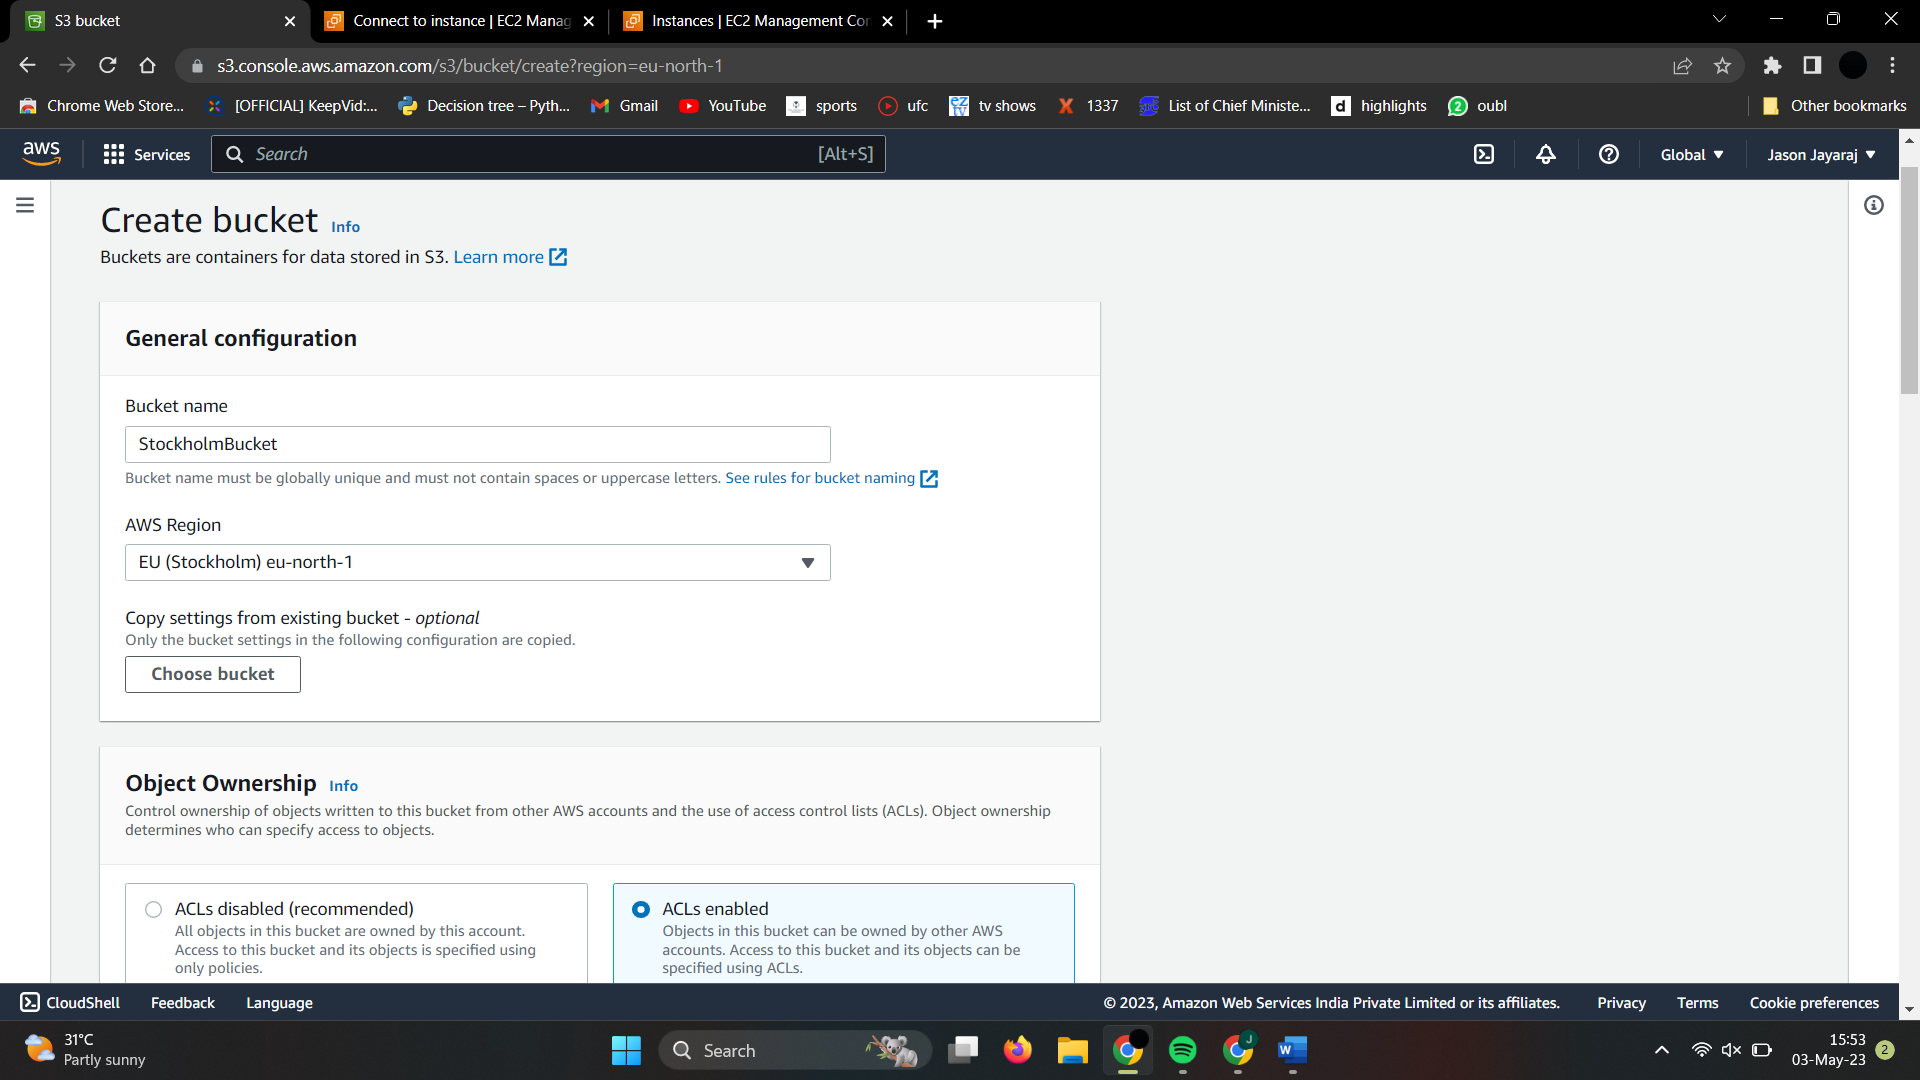 S3 bucket
Connect to instance | EC2 Manag
Instances | EC2 Management Con
s3.console.aws.amazon.com/s3/bucket/create?region=eu-north-1
Chrome Web Store...
[OFFICIAL] KeepVid:...
Decision tree – Pyth...
Gmail
YouTube
sports
ufc
tv shows
1337
List of Chief Ministe...
highlights
oubl
Other bookmarks
aws
Services
Search
[Alt+S]
Global
Jason Jayaraj
Create bucket Info
Buckets are containers for data stored in S3. Learn more
General configuration
Bucket name
StockholmBucket
Bucket name must be globally unique and must not contain spaces or uppercase letters. See rules for bucket naming
AWS Region
EU (Stockholm) eu-north-1
Copy settings from existing bucket - optional
Only the bucket settings in the following configuration are copied.
Choose bucket
Object Ownership Info
Control ownership of objects written to this bucket from other AWS accounts and the use of access control lists (ACLs). Object ownership
determines who can specify access to objects.
ACLs disabled (recommended)
All objects in this bucket are owned by this account.
Access to this bucket and its objects is specified using
only policies.
ACLs enabled
Objects in this bucket can be owned by other AWS
accounts. Access to this bucket and its objects can be
specified using ACLs.
CloudShell
Feedback
Language
© 2023, Amazon Web Services India Private Limited or its affiliates.
Privacy
Terms
Cookie preferences
31°C
Partly sunny
Search
15:53
03-May-23
2